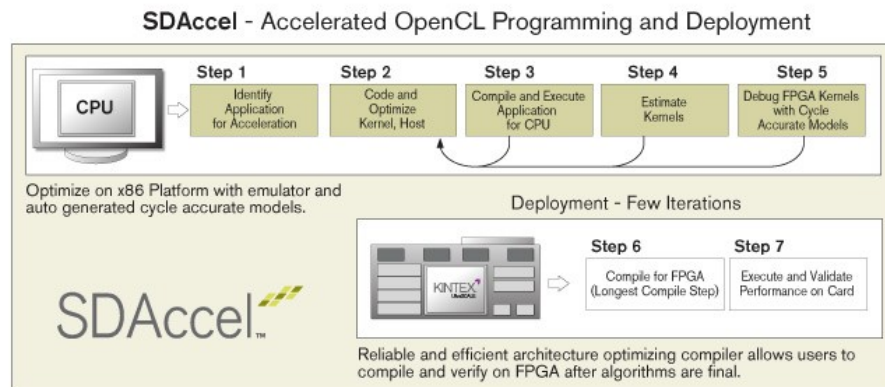 SDAccel - Accelerated OpenCL Programming and Deployment
CPU
Step 1
Identify
Application
for Acceleration
Step 2
Code and
Optimize
Kernel, Host
Step 3
Compile and Execute
Application
for CPU
Step 4
Estimate
Kernels
Step 5
Debug FPGA Kernels
with Cycle
Accurate Models
Optimize on x86 Platform with emulator and
auto generated cycle accurate models.
Deployment - Few Iterations
KINTEX
UltraSCALE
Step 6
Compile for FPGA
(Longest Compile Step)
Step 7
Execute and Validate
Performance on Card
SDAccel™
Reliable and efficient architecture optimizing compiler allows users to
compile and verify on FPGA after algorithms are final.